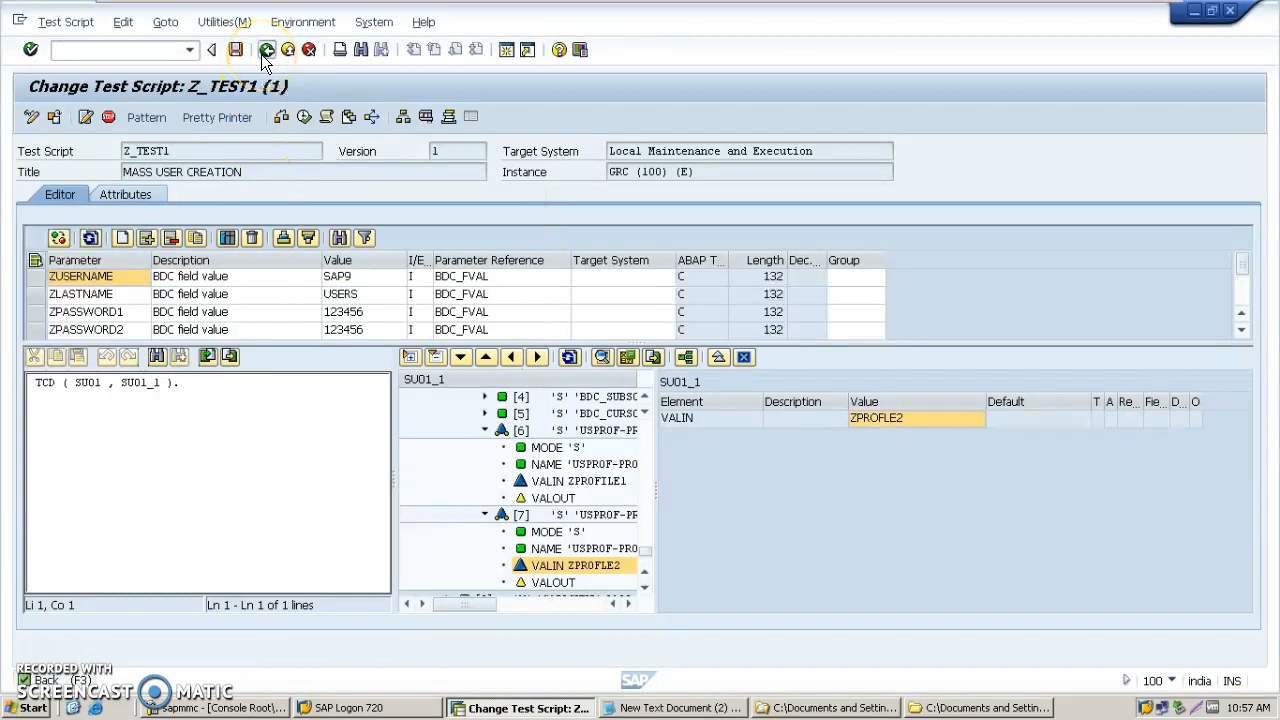 Test Script Edit Goto Utilities(M) Environment System Help
Change Test Script: Z_TEST1 (1)
Pattern Pretty Printer
Test Script Z_TEST1 Version 1 Target System Local Maintenance and Execution
Title MASS USER CREATION Instance GRC (100) (E)
Editor Attributes
Parameter Description Value I/E... Parameter Reference Target System ABAP T... Length Dec... Group
ZUSERNAME BDC field value SAP9 I BDC_FVAL C 132
ZLASTNAME BDC field value USERS I BDC_FVAL C 132
ZPASSWORD1 BDC field value 123456 I BDC_FVAL C 132
ZPASSWORD2 BDC field value 123456 I BDC_FVAL C 132
TCD ( SU01 , SU01_1 ).
Li 1, Co 1 Ln 1 - Ln 1 of 1 lines
SU01_1
[4] 'S' 'BDC_SUBSC
[5] 'S' 'BDC_CURSC
[6] 'S' 'USPROF-PR
MODE 'S'
NAME 'USPROF-PRO
VALIN ZPROFILE1
VALOUT
[7] 'S' 'USPROF-PR
MODE 'S'
NAME 'USPROF-PRO
VALIN ZPROFLE2
VALOUT
SU01_1
Element Description Value Default T A Re... Fie... D... O
VALIN ZPROFLE2
RECORDED WITH
SCREENCAST MATIC
Back (F3)
SAP
100 india INS
Start sapmmc - [Console Root\... SAP Logon 720 Change Test Script: Z... New Text Document (2) ... C:\Documents and Settin... C:\Documents and Settin... 10:57 AM